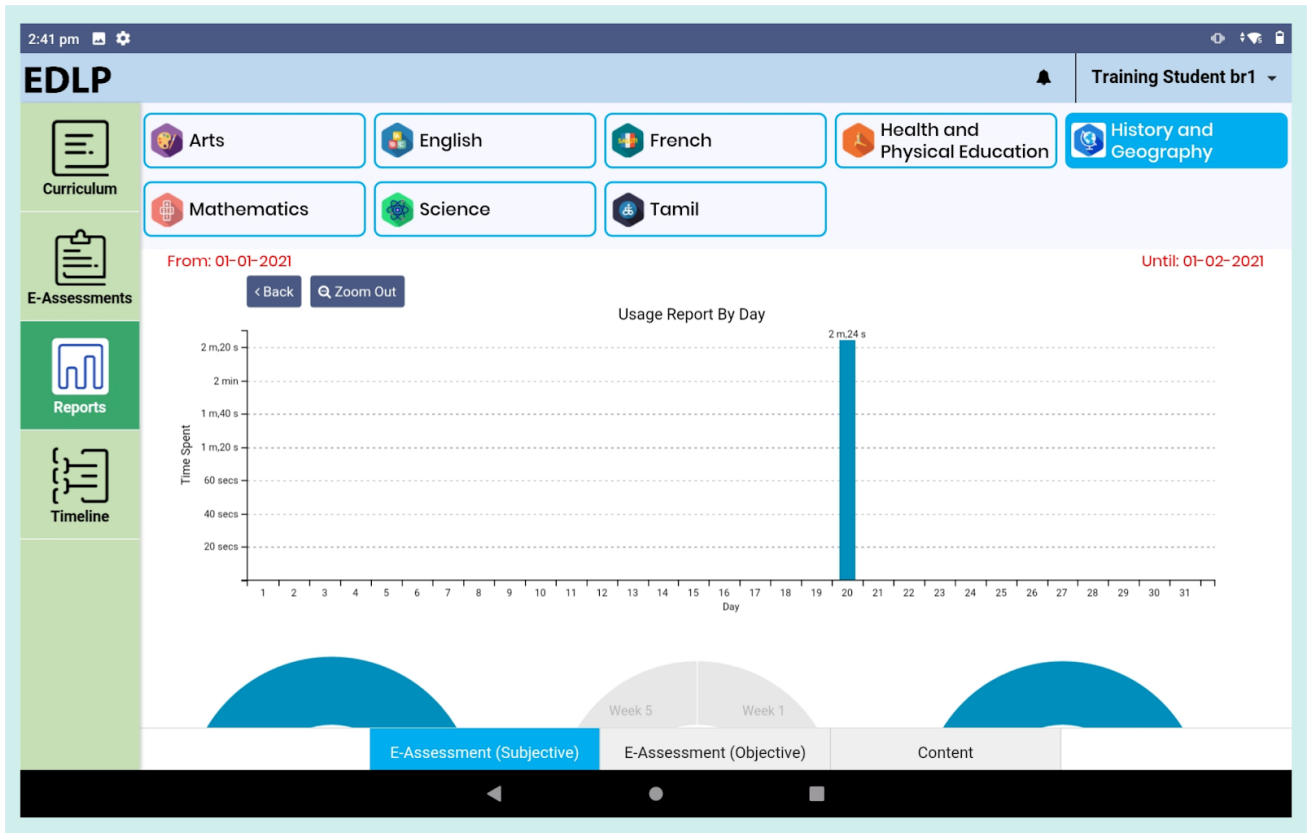 2:41 pm
EDLP
Training Student br1
Curriculum
E-Assessments
Reports
Timeline
Arts
English
French
Health and
Physical Education
History and
Geography
Mathematics
Science
Tamil
From: 01-01-2021
Until: 01-02-2021
< Back
Zoom Out
Usage Report By Day
2 m,24 s
2 m,20 s
2 min
1 m,40 s
1 m,20 s
60 secs
40 secs
20 secs
Time Spent
1 2 3 4 5 6 7 8 9 10 11 12 13 14 15 16 17 18 19 20 21 22 23 24 25 26 27 28 29 30 31
Day
Week 5
Week 1
E-Assessment (Subjective)
E-Assessment (Objective)
Content